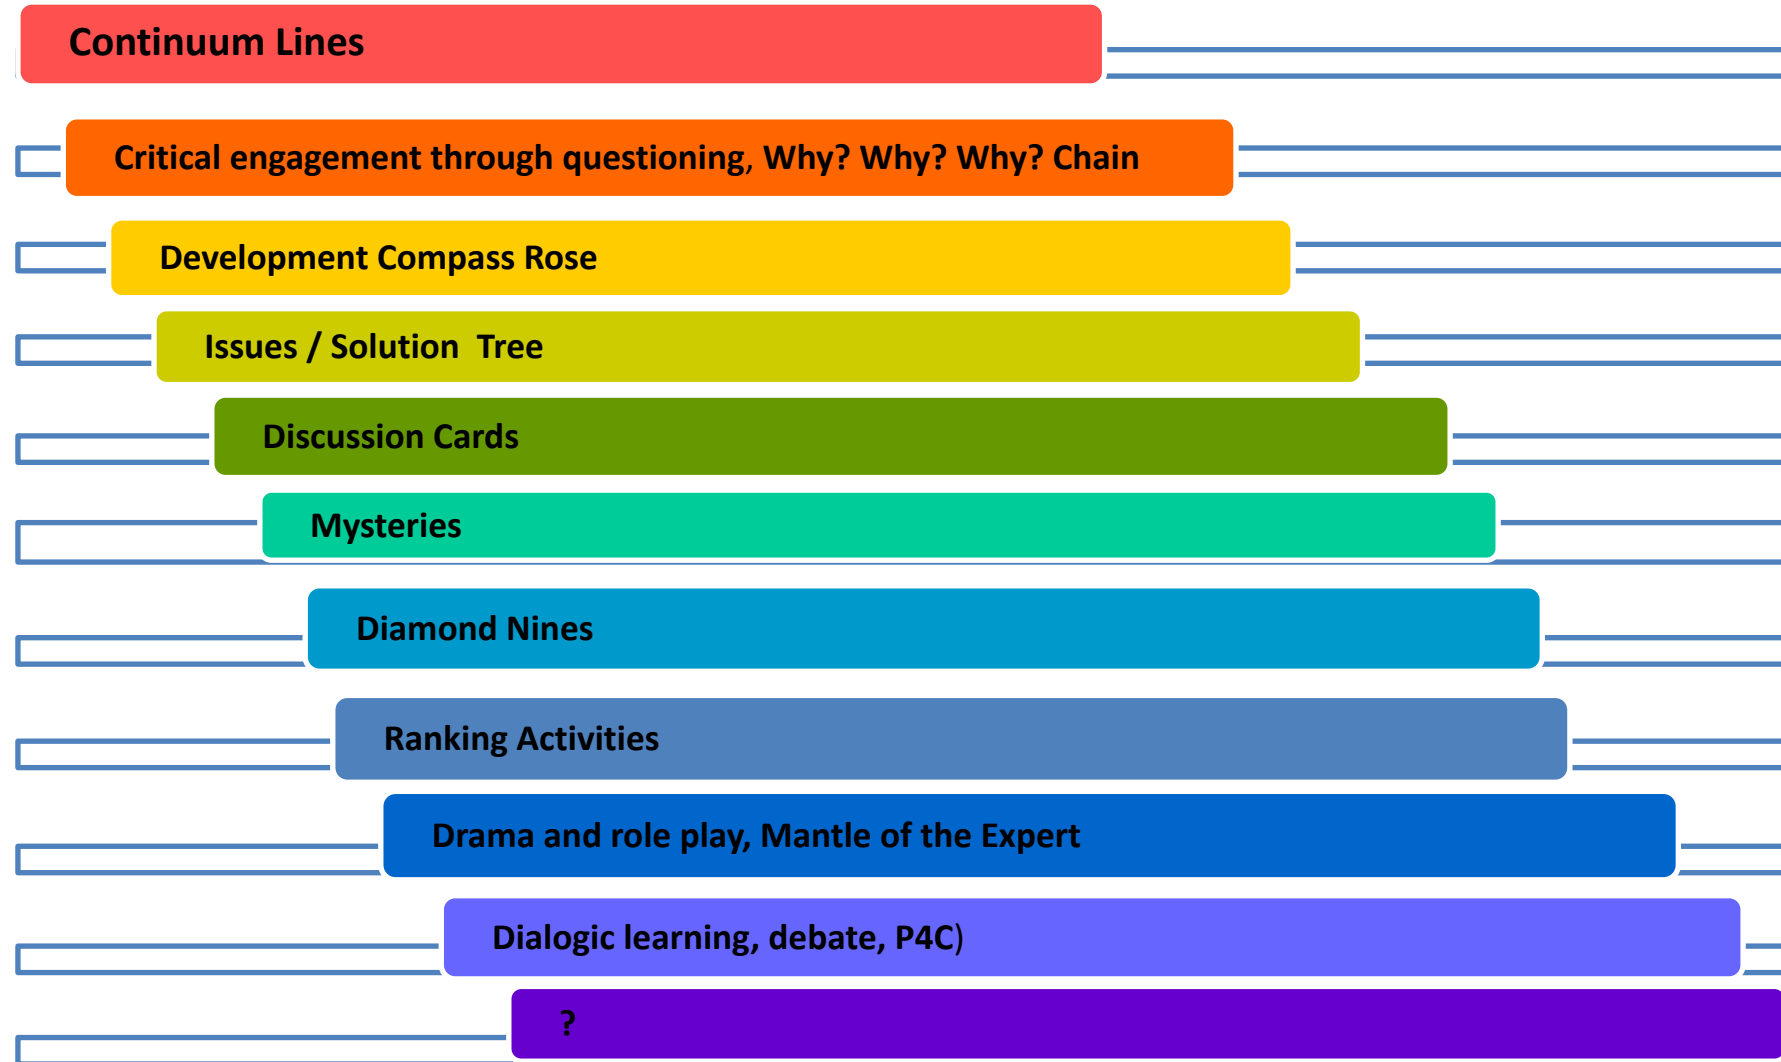 Continuum Lines
Critical engagement through questioning, Why? Why? Why? Chain
Development Compass Rose
Issues / Solution  Tree
Discussion Cards
Mysteries
Diamond Nines
Ranking Activities
Drama and role play, Mantle of the Expert
Dialogic learning, debate, P4C)
?